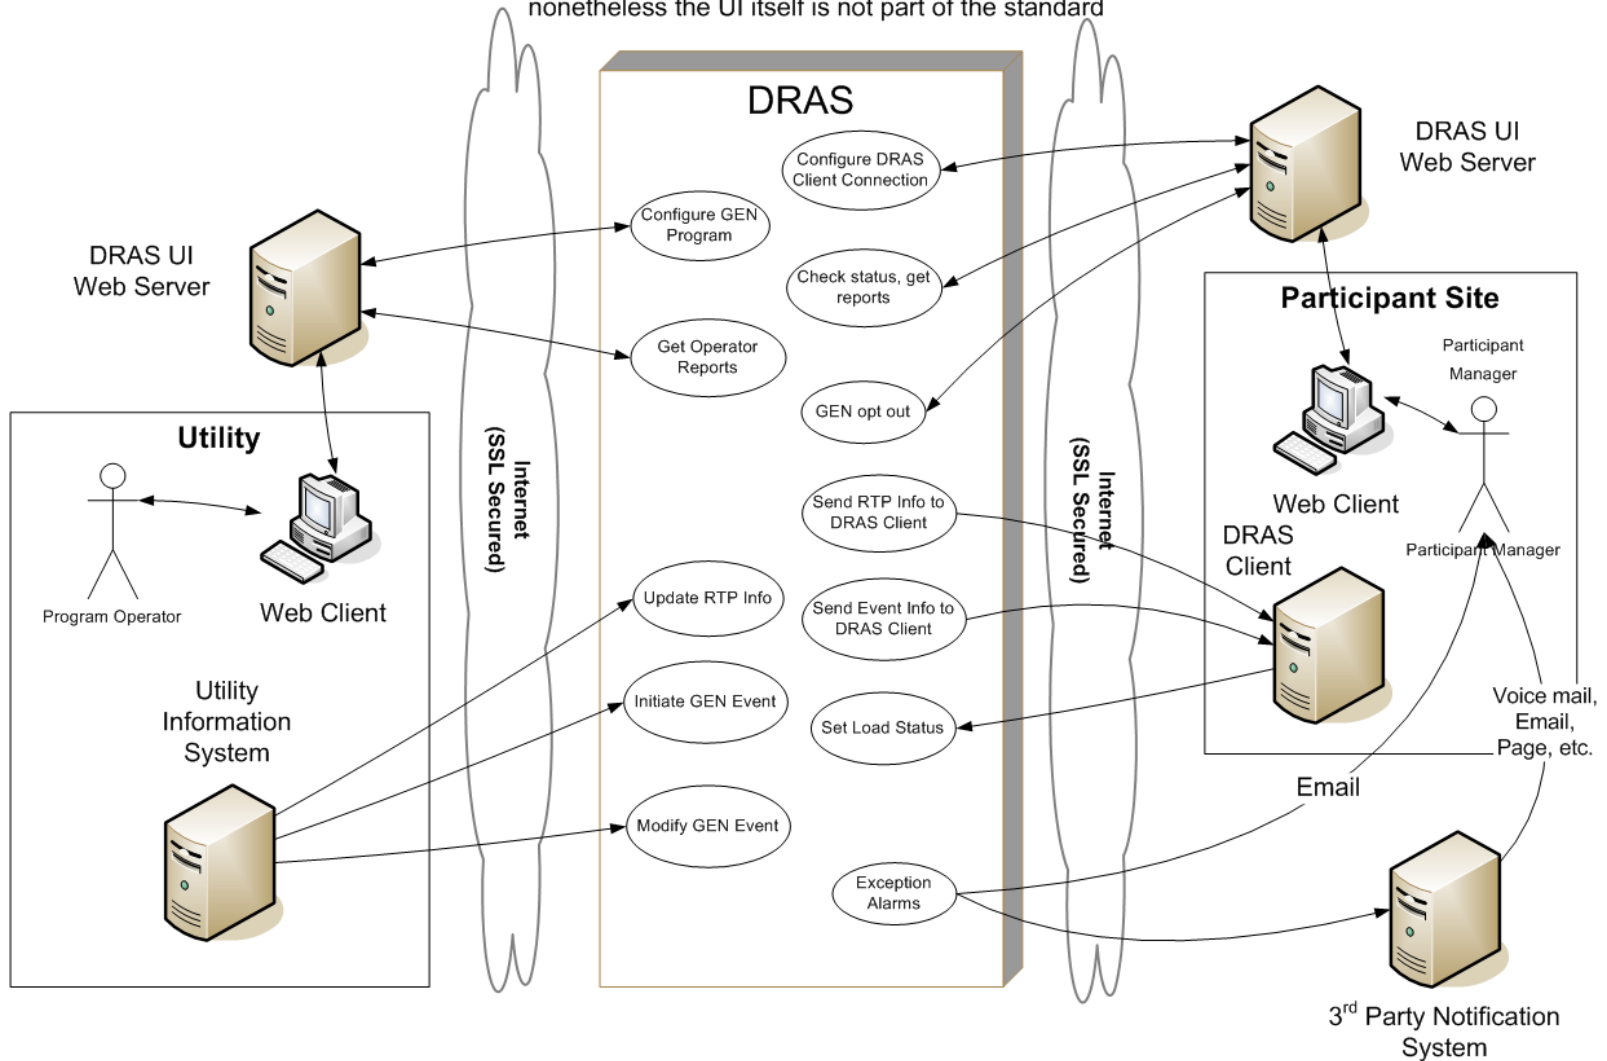 nonetheless the UI itself is not part of the standard
DRAS
Configure DRAS
Client Connection
Configure GEN
Program
Check status, get
reports
Get Operator
Reports
GEN opt out
Send RTP Info to
DRAS Client
Update RTP Info
Send Event Info to
DRAS Client
Initiate GEN Event
Set Load Status
Modify GEN Event
Exception
Alarms
DRAS UI
Web Server
Utility
Program Operator
Web Client
Utility
Information
System
Internet
(SSL Secured)
Internet
(SSL Secured)
DRAS UI
Web Server
Participant Site
Participant
Manager
Web Client
Participant Manager
DRAS
Client
Voice mail,
Email,
Page, etc.
Email
3rd Party Notification
System